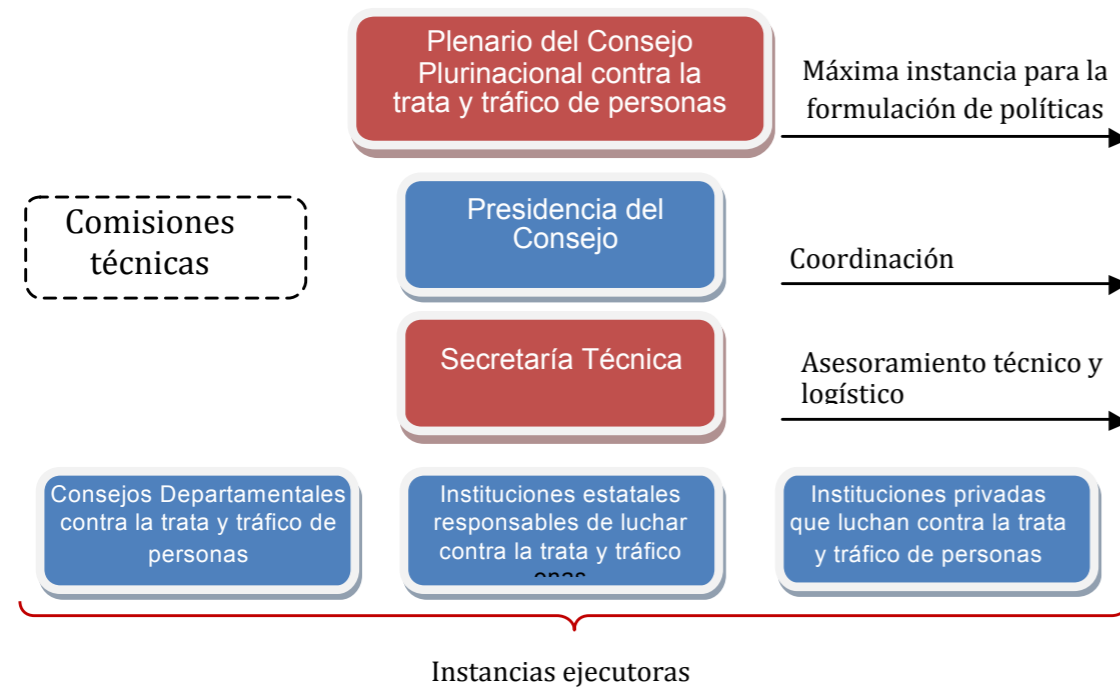 Plenario del Consejo
Plurinacional contra la
trata y tráfico de personas
Máxima instancia para la
formulación de políticas
Comisiones
técnicas
Presidencia del
Consejo
Coordinación
Secretaría Técnica
Asesoramiento técnico y
logístico
Consejos Departamentales
contra la trata y tráfico de
personas
Instituciones estatales
responsables de luchar
contra la trata y tráfico
Instituciones privadas
que luchan contra la trata
y tráfico de personas
Instancias ejecutoras